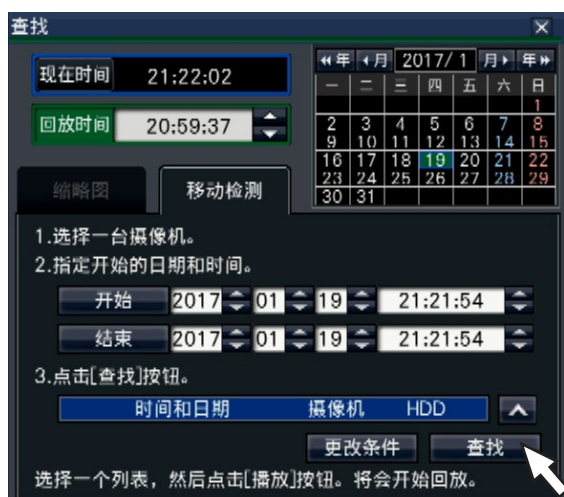 查找
现在时间 21:22:02
回放时间 20:59:37
年 月 2017/ 1 月 年
一 二 三 四 五 六 日
1
2 3 4 5 6 7 8
9 10 11 12 13 14 15
16 17 18 19 20 21 22
23 24 25 26 27 28 29
30 31
缩略图 移动检测
1.选择一台摄像机。
2.指定开始的日期和时间。
开始 2017 01 19 21:21:54
结束 2017 01 19 21:21:54
3.点击[查找]按钮。
时间和日期 摄像机 HDD
更改条件 查找
选择一个列表，然后点击[播放]按钮。将会开始回放。